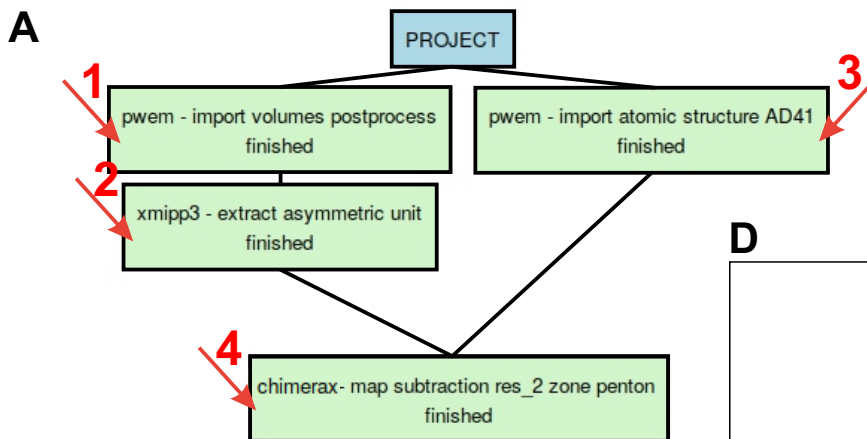 A
PROJECT
1
3
pwem - import volumes postprocess
finished
pwem - import atomic structure AD41
finished
2
xmipp3 - extract asymmetric unit
finished
D
4
chimerax- map subtraction res_2 zone penton
finished